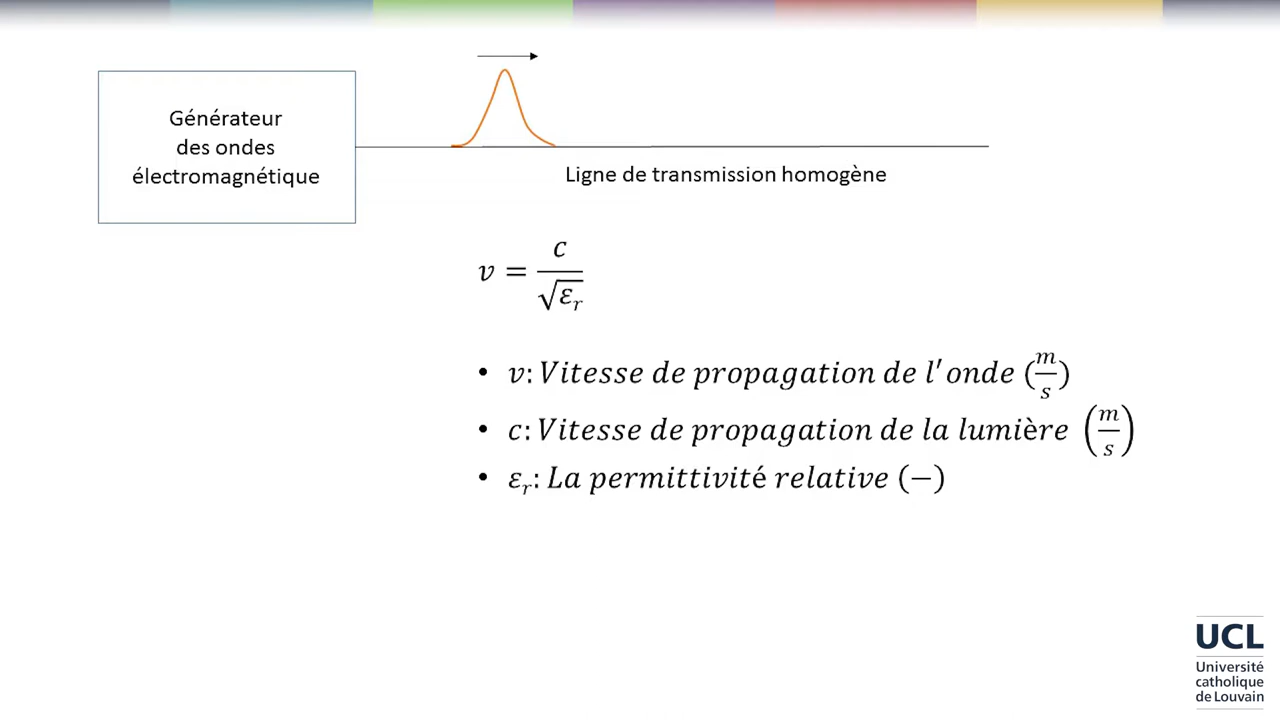 Générateur
des ondes
électromagnétique
Ligne de transmission homogène
v = c/√εr
• v: Vitesse de propagation de l'onde (m/s)
• c: Vitesse de propagation de la lumière (m/s)
• εr: La permittivité relative (−)
UCL
Université
catholique
de Louvain